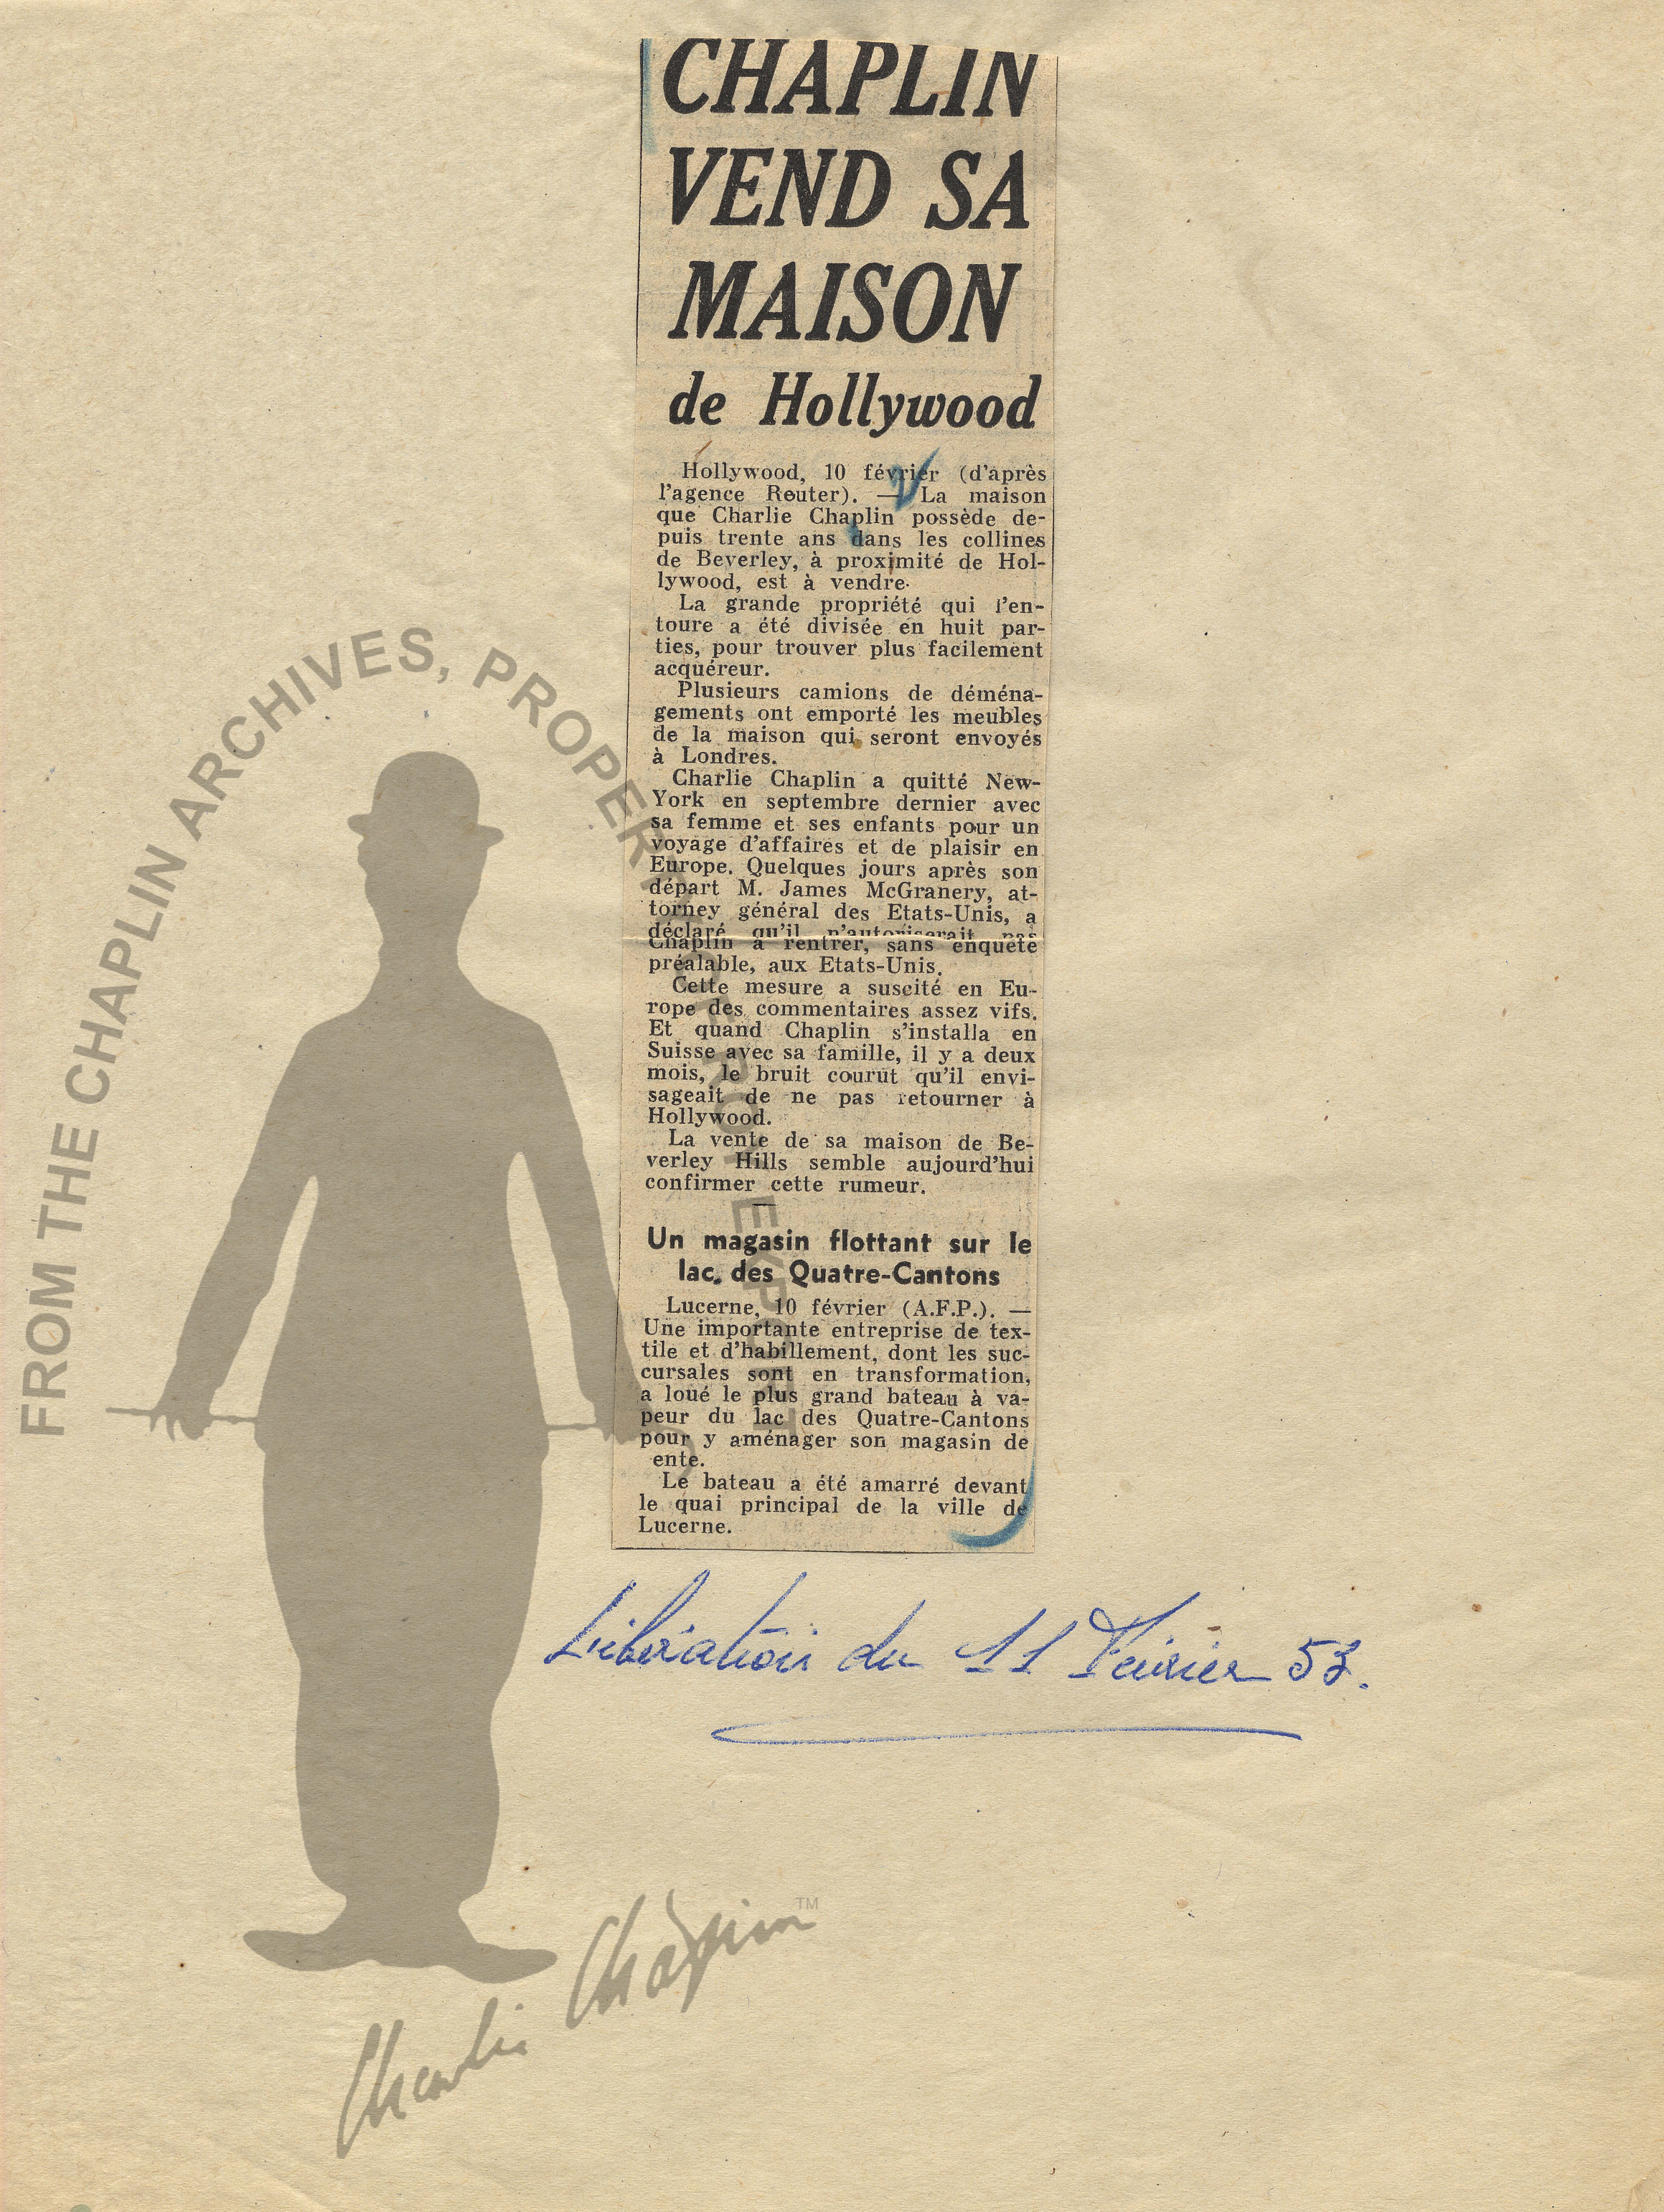 CHAPLIN
VEND SA
MAISON
de Hollywood
Hollywood, 10 février (d'après
l'agence Reuter). — La maison
que Charlie Chaplin possède de-
puis trente ans dans les collines
de Beverley, à proximité de Hol-
lywood, est à vendre.
La grande propriété qui l'en-
toure a été divisée en huit par-
ties, pour trouver plus facilement
acquéreur.
Plusieurs camions de déména-
gements ont emporté les meubles
de la maison qui seront envoyés
à Londres.
Charlie Chaplin a quitté New-
York en septembre dernier avec
sa femme et ses enfants pour un
voyage d'affaires et de plaisir en
Europe. Quelques jours après son
départ M. James McGranery, at-
torney général des Etats-Unis, a
déclaré qu'il n'autoriserait pas
Chaplin à rentrer, sans enquête
préalable, aux Etats-Unis.
Cette mesure a suscité en Eu-
rope des commentaires assez vifs.
Et quand Chaplin s'installa en
Suisse avec sa famille, il y a deux
mois, le bruit courut qu'il envi-
sageait de ne pas retourner à
Hollywood.
La vente de sa maison de Be-
verley Hills semble aujourd'hui
confirmer cette rumeur.
Un magasin flottant sur le
lac des Quatre-Cantons
Lucerne, 10 février (A.F.P.). —
Une importante entreprise de tex-
tile et d'habillement, dont les suc-
cursales sont en transformation,
a loué le plus grand bateau à va-
peur du lac des Quatre-Cantons
pour y aménager son magasin de
ente.
Le bateau a été amarré devant
le quai principal de la ville de
Lucerne.
Libération du 11 Février 53.
FROM THE CHAPLIN ARCHIVES, PROPERTY OF ROY EXPORT
Charlie Chaplin TM